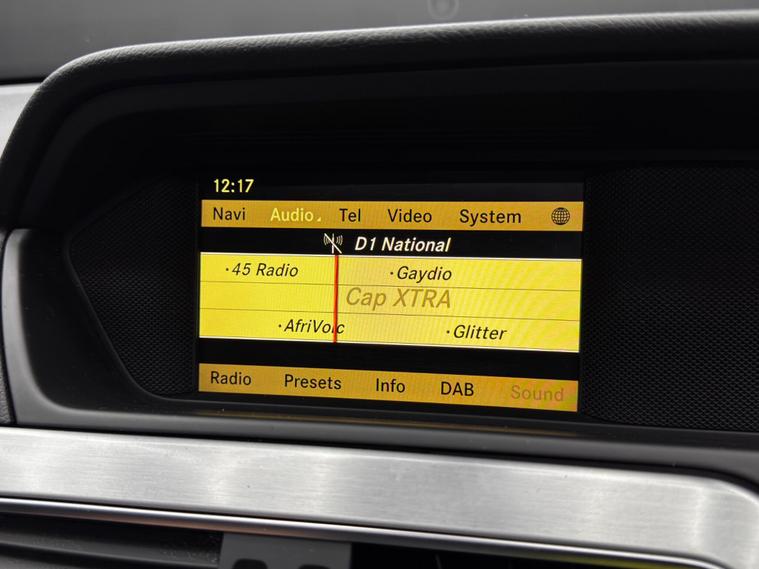 12:17
Navi Audio Tel Video System
D1 National
·45 Radio ·Gaydio
Cap XTRA
·AfriVoic ·Glitter
Radio Presets Info DAB Sound